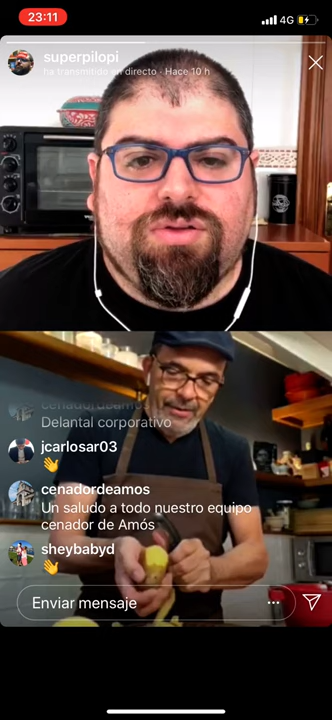 23:11
4G
superpilopi
ha transmitido en directo · Hace 10 h
cenadordeamos
Delantal corporativo
jcarlosar03
👋
cenadordeamos
Un saludo a todo nuestro equipo
cenador de Amós
sheybabyd
👋
Enviar mensaje